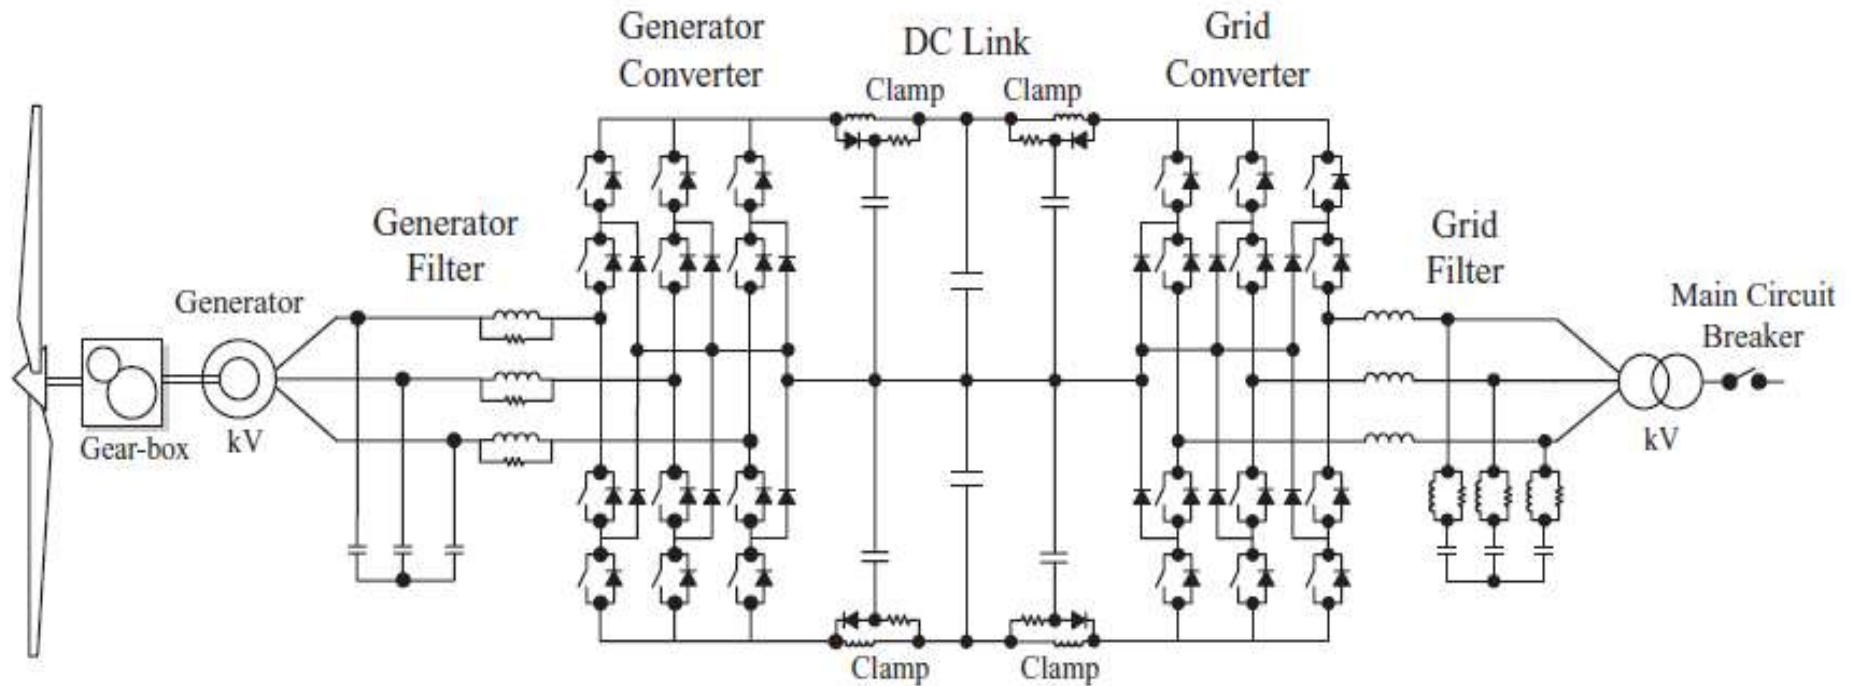 Generator
Converter
DC Link
Grid
Converter
Clamp
Clamp
Generator
Filter
Grid
Filter
Generator
Main Circuit
Breaker
Gear-box
kV
kV
Clamp
Clamp